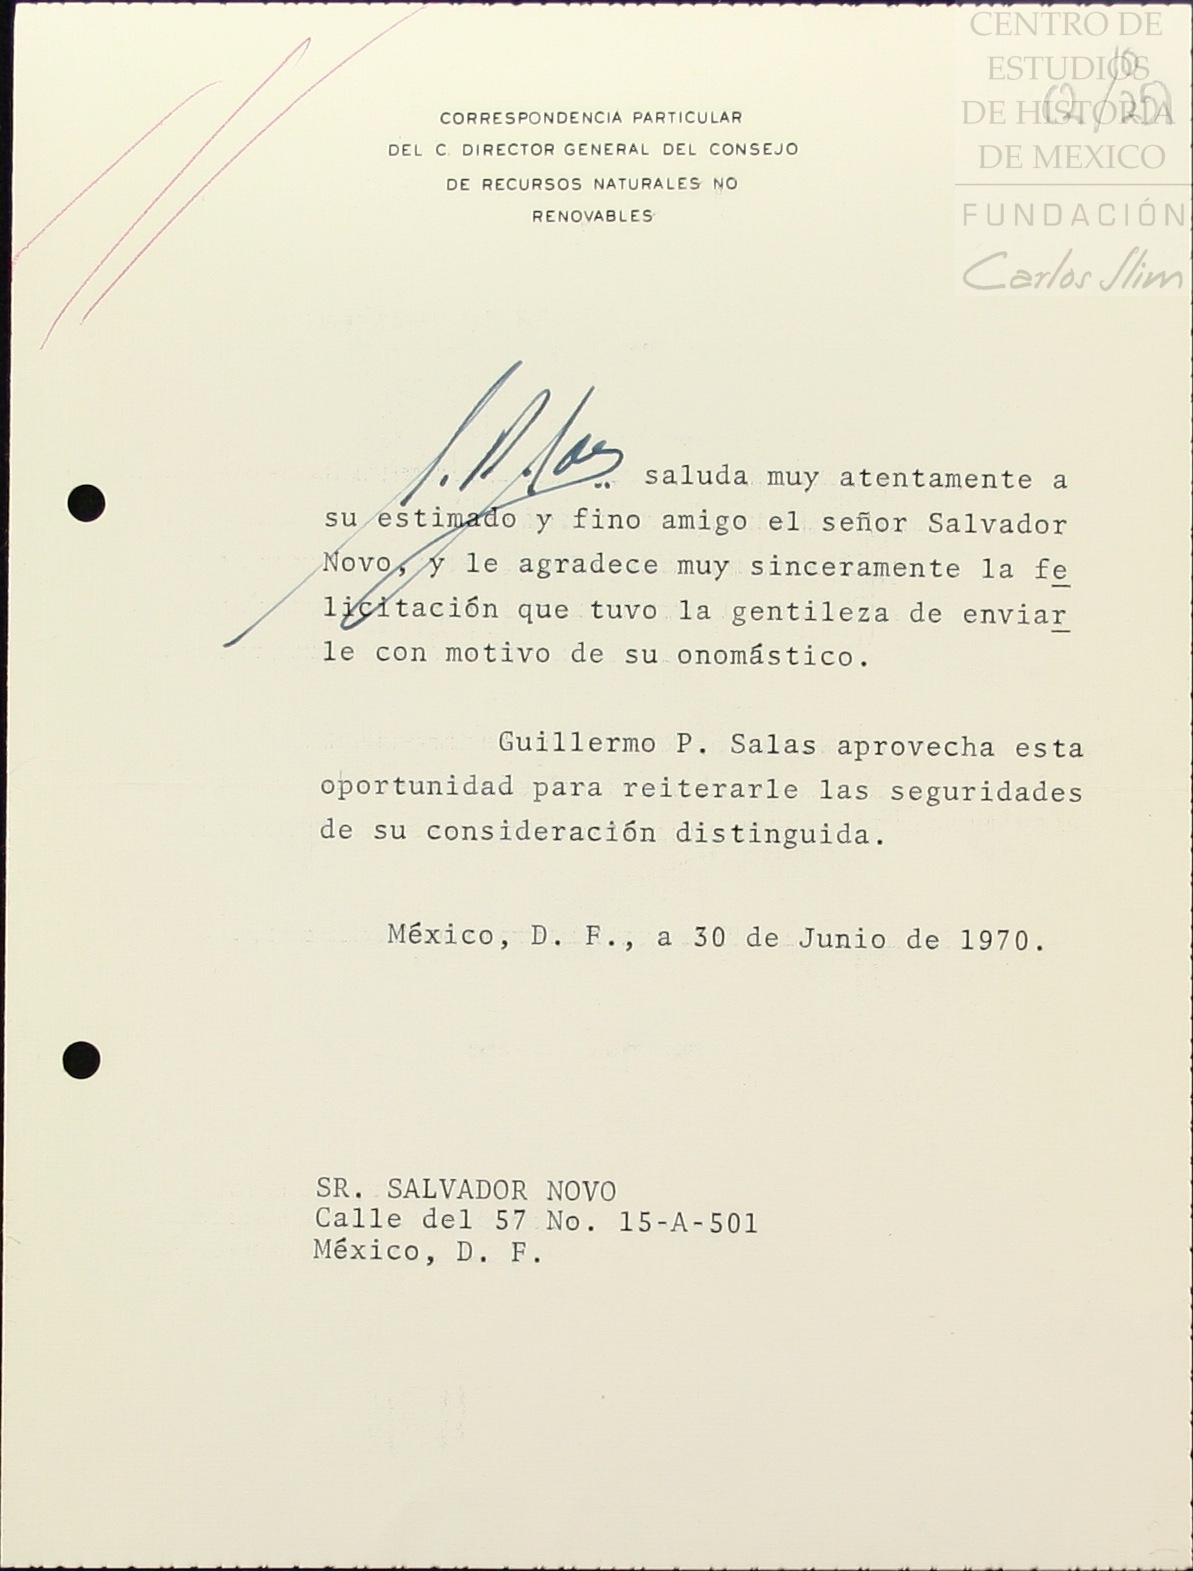 CENTRO DE
ESTUDIOS
DE HISTORIA
DE MEXICO
FUNDACIÓN
Carlos Slim
CORRESPONDENCIA PARTICULAR
DEL C. DIRECTOR GENERAL DEL CONSEJO
DE RECURSOS NATURALES NO
RENOVABLES
saluda muy atentamente a
su estimado y fino amigo el señor Salvador
Novo, y le agradece muy sinceramente la fe
licitación que tuvo la gentileza de enviar
le con motivo de su onomástico.
Guillermo P. Salas aprovecha esta
oportunidad para reiterarle las seguridades
de su consideración distinguida.
México, D. F., a 30 de Junio de 1970.
SR. SALVADOR NOVO
Calle del 57 No. 15-A-501
México, D. F.